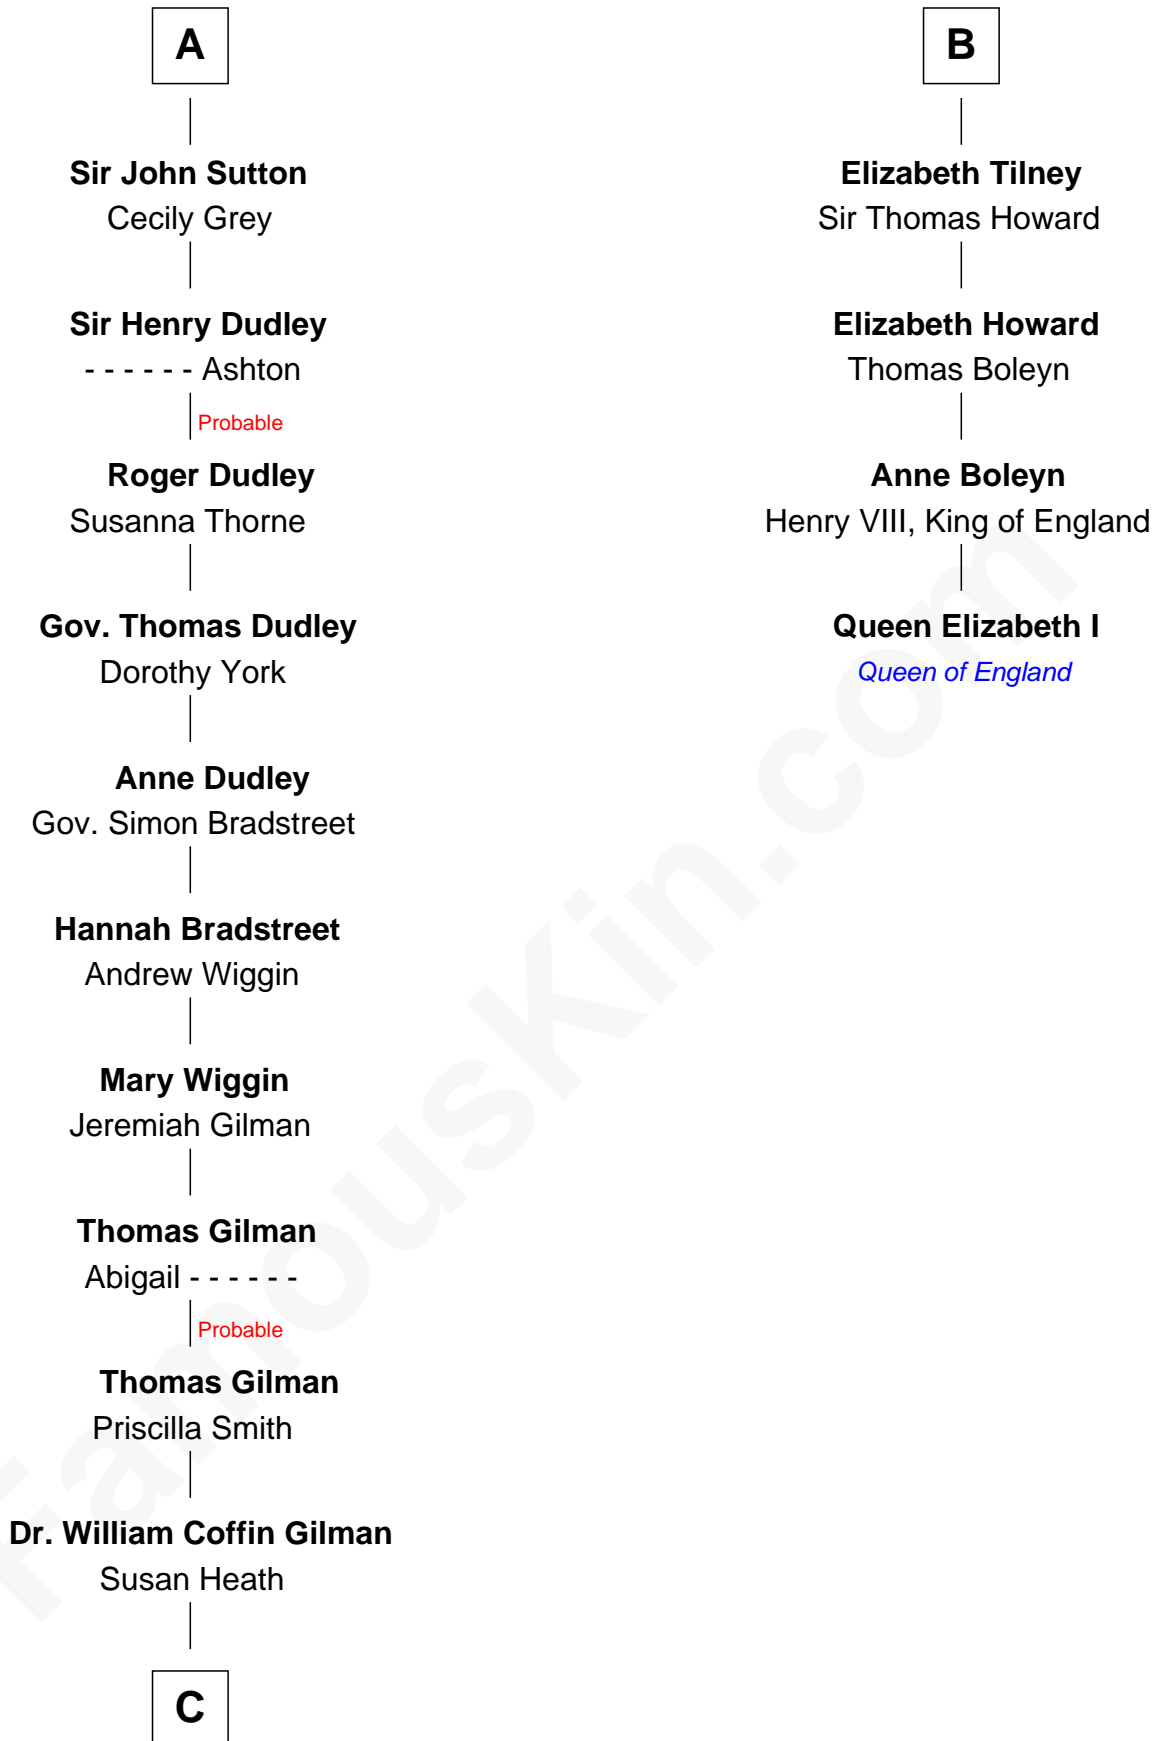 A
Sir John Sutton
Cecily Grey
Sir Henry Dudley
- - - - - - Ashton
Probable
Roger Dudley
Susanna Thorne
Gov. Thomas Dudley
Dorothy York
Anne Dudley
Gov. Simon Bradstreet
Hannah Bradstreet
Andrew Wiggin
Mary Wiggin
Jeremiah Gilman
Thomas Gilman
Abigail - - - - - -
Probable
Thomas Gilman
Priscilla Smith
Dr. William Coffin Gilman
Susan Heath
C
B
Elizabeth Tilney
Sir Thomas Howard
Elizabeth Howard
Thomas Boleyn
Anne Boleyn
Henry VIII, King of England
Queen Elizabeth I
Queen of England
FamousKin.com